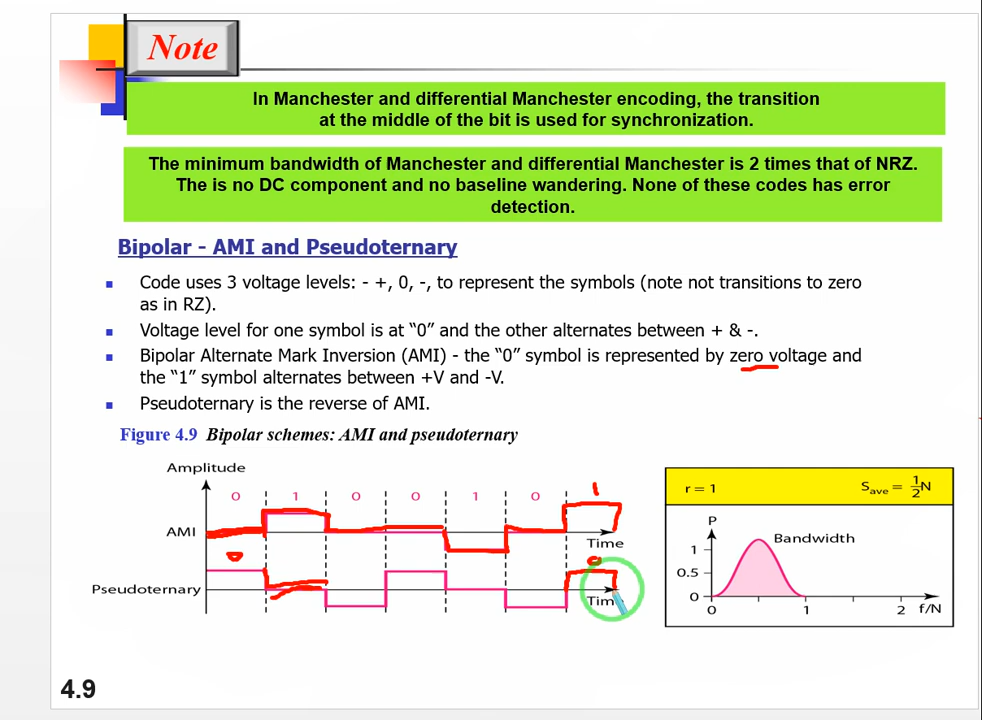 Note
In Manchester and differential Manchester encoding, the transition
at the middle of the bit is used for synchronization.
The minimum bandwidth of Manchester and differential Manchester is 2 times that of NRZ.
The is no DC component and no baseline wandering. None of these codes has error
detection.
Bipolar - AMI and Pseudoternary
Code uses 3 voltage levels: - +, 0, -, to represent the symbols (note not transitions to zero
as in RZ).
Voltage level for one symbol is at “0” and the other alternates between + & -.
Bipolar Alternate Mark Inversion (AMI) - the “0” symbol is represented by zero voltage and
the “1” symbol alternates between +V and -V.
Pseudoternary is the reverse of AMI.
Figure 4.9 Bipolar schemes: AMI and pseudoternary
Amplitude
0 1 0 0 1 0 1
AMI
Time
0 0
Pseudoternary
Time
r = 1 Save = 1/2 N
P
Bandwidth
1
0.5
0
0 1 2 f/N
4.9